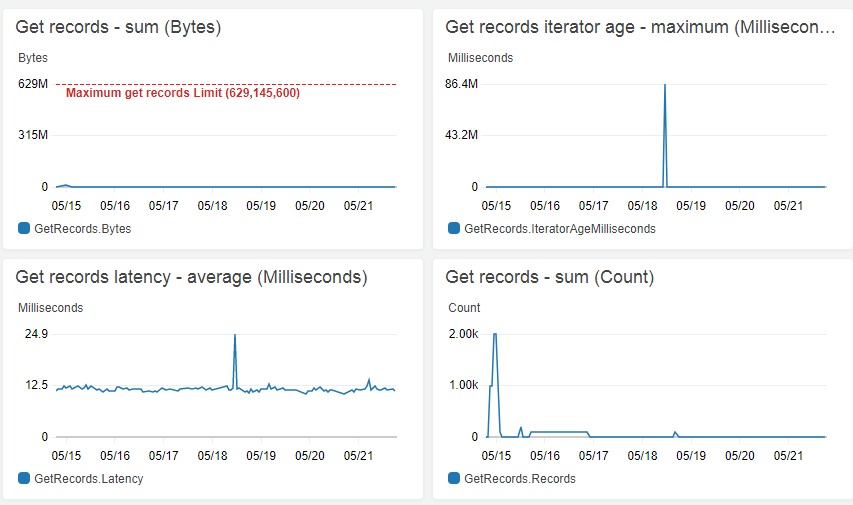 Get records - sum (Bytes)
Bytes
629M
Maximum get records Limit (629,145,600)
315M
0
05/15 05/16 05/17 05/18 05/19 05/20 05/21
GetRecords.Bytes
Get records iterator age - maximum (Millisecon…
Milliseconds
86.4M
43.2M
0
05/15 05/16 05/17 05/18 05/19 05/20 05/21
GetRecords.IteratorAgeMilliseconds
Get records latency - average (Milliseconds)
Milliseconds
24.9
12.5
0
05/15 05/16 05/17 05/18 05/19 05/20 05/21
GetRecords.Latency
Get records - sum (Count)
Count
2.00k
1.00k
0
05/15 05/16 05/17 05/18 05/19 05/20 05/21
GetRecords.Records